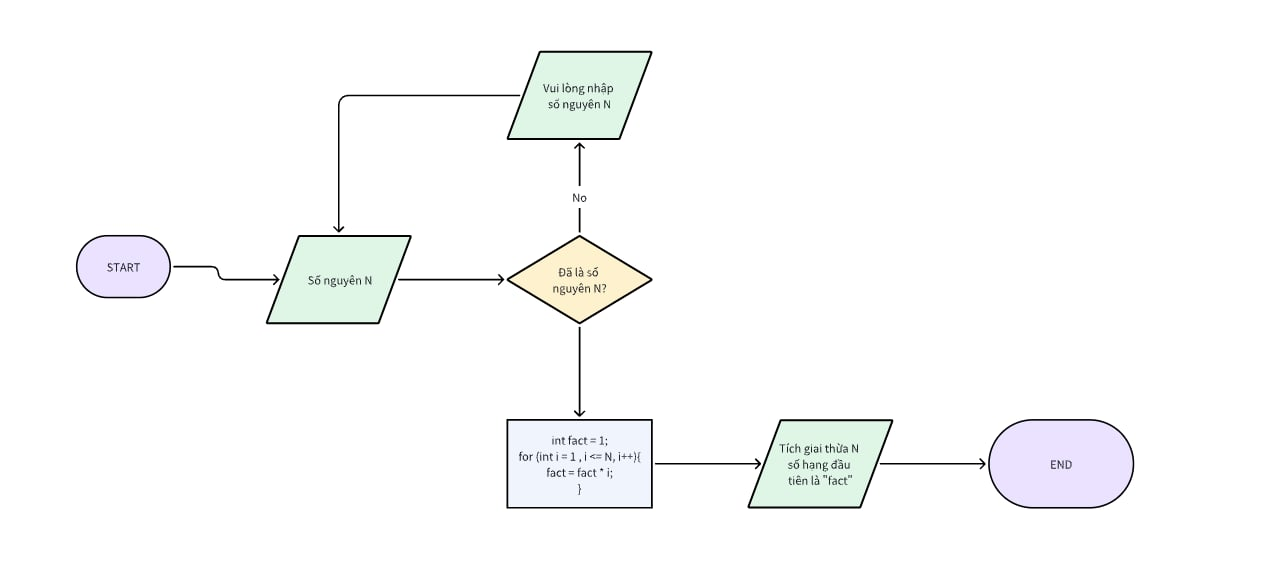 Vui lòng nhập
số nguyên N
No
START
Số nguyên N
Đã là số
nguyên N?
int fact = 1;
for (int i = 1 , i <= N, i++){
fact = fact * i;
}
Tích giai thừa N
số hạng đầu
tiên là "fact"
END